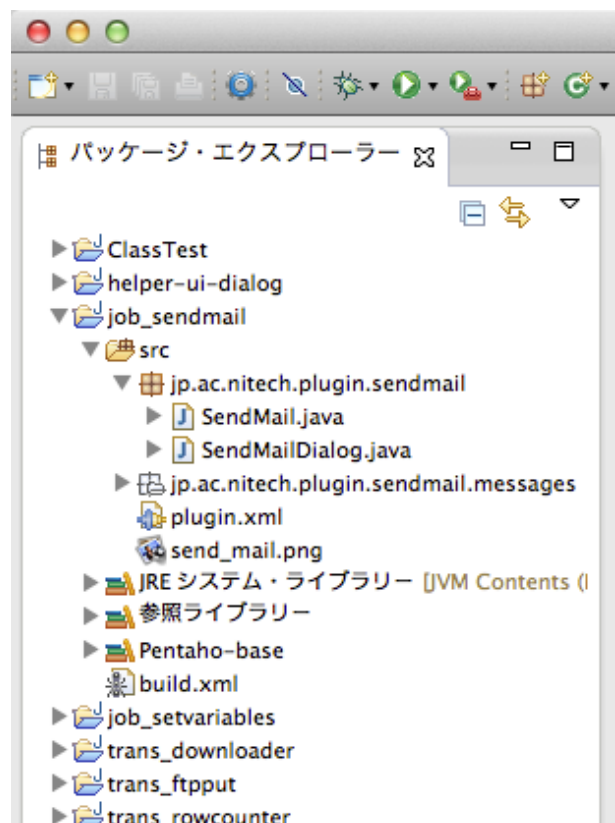 パッケージ・エクスプローラー
ClassTest
helper-ui-dialog
job_sendmail
src
jp.ac.nitech.plugin.sendmail
SendMail.java
SendMailDialog.java
jp.ac.nitech.plugin.sendmail.messages
plugin.xml
send_mail.png
JRE システム・ライブラリー [JVM Contents (
参照ライブラリー
Pentaho-base
build.xml
job_setvariables
trans_downloader
trans_ftpput
trans_rowcounter